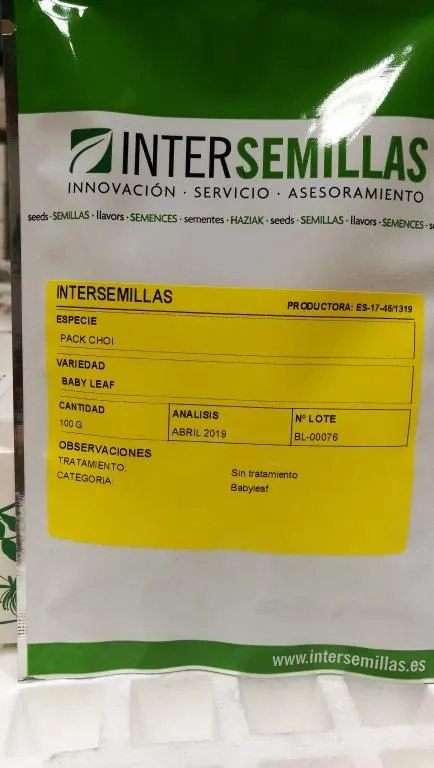 INTERSEMILLAS
INNOVACIÓN · SERVICIO · ASESORAMIENTO
seeds · SEMILLAS · llavors · SEMENCES · sementes · HAZIAK · seeds · SEMILLAS · llavors · SEMENCES ·
INTERSEMILLAS PRODUCTORA: ES-17-46/1319
ESPECIE
PACK CHOI
VARIEDAD
BABY LEAF
CANTIDAD ANALISIS Nº LOTE
100 G ABRIL 2019 BL-00076
OBSERVACIONES
TRATAMIENTO: Sin tratamiento
CATEGORIA: Babyleaf
www.intersemillas.es